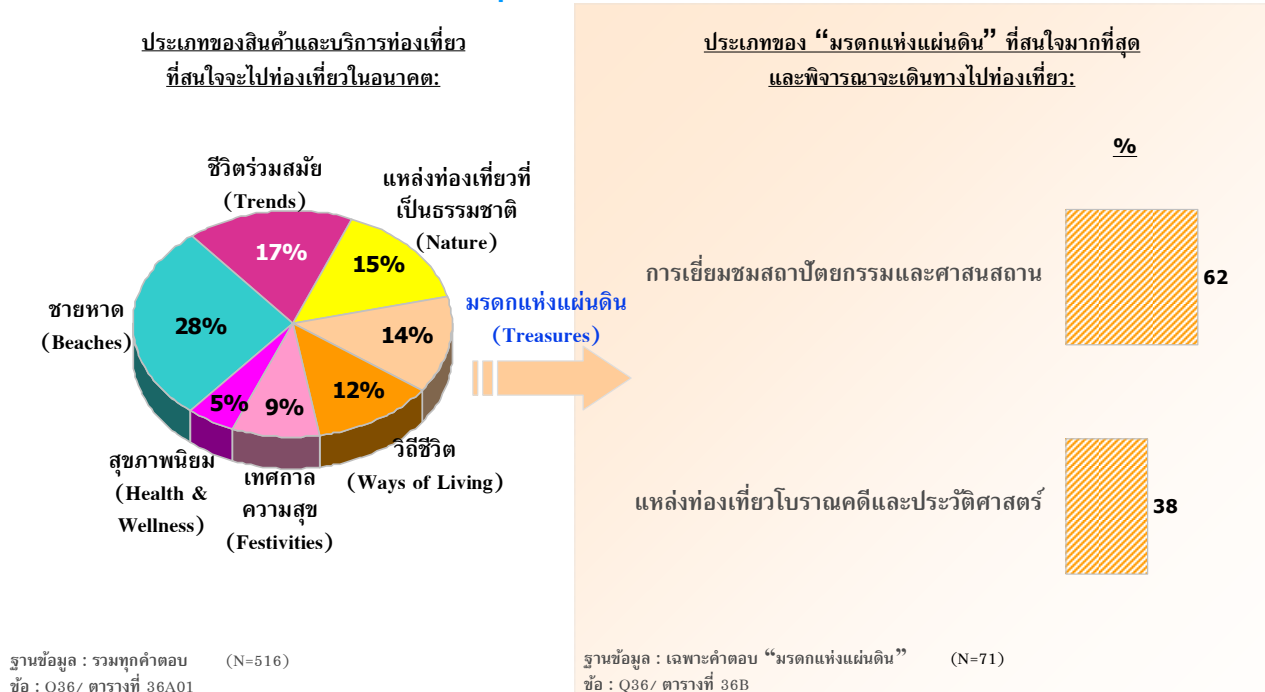 ประเภทของสินค้าและบริการท่องเที่ยว
ที่สนใจจะไปท่องเที่ยวในอนาคต:
ชีวิตร่วมสมัย
(Trends)
แหล่งท่องเที่ยวที่
เป็นธรรมชาติ
(Nature)
17%
15%
ชายหาด
(Beaches)
28%
14%
มรดกแห่งแผ่นดิน
(Treasures)
5%
9%
12%
สุขภาพนิยม
(Health &
Wellness)
เทศกาล
ความสุข
(Festivities)
วิถีชีวิต
(Ways of Living)
ฐานข้อมูล : รวมทุกคำตอบ (N=516)
ข้อ : Q36/ ตารางที่ 36A01
ประเภทของ “มรดกแห่งแผ่นดิน” ที่สนใจมากที่สุด
และพิจารณาจะเดินทางไปท่องเที่ยว:
%
การเยี่ยมชมสถาปัตยกรรมและศาสนสถาน
62
แหล่งท่องเที่ยวโบราณคดีและประวัติศาสตร์
38
ฐานข้อมูล : เฉพาะคำตอบ “มรดกแห่งแผ่นดิน” (N=71)
ข้อ : Q36/ ตารางที่ 36B